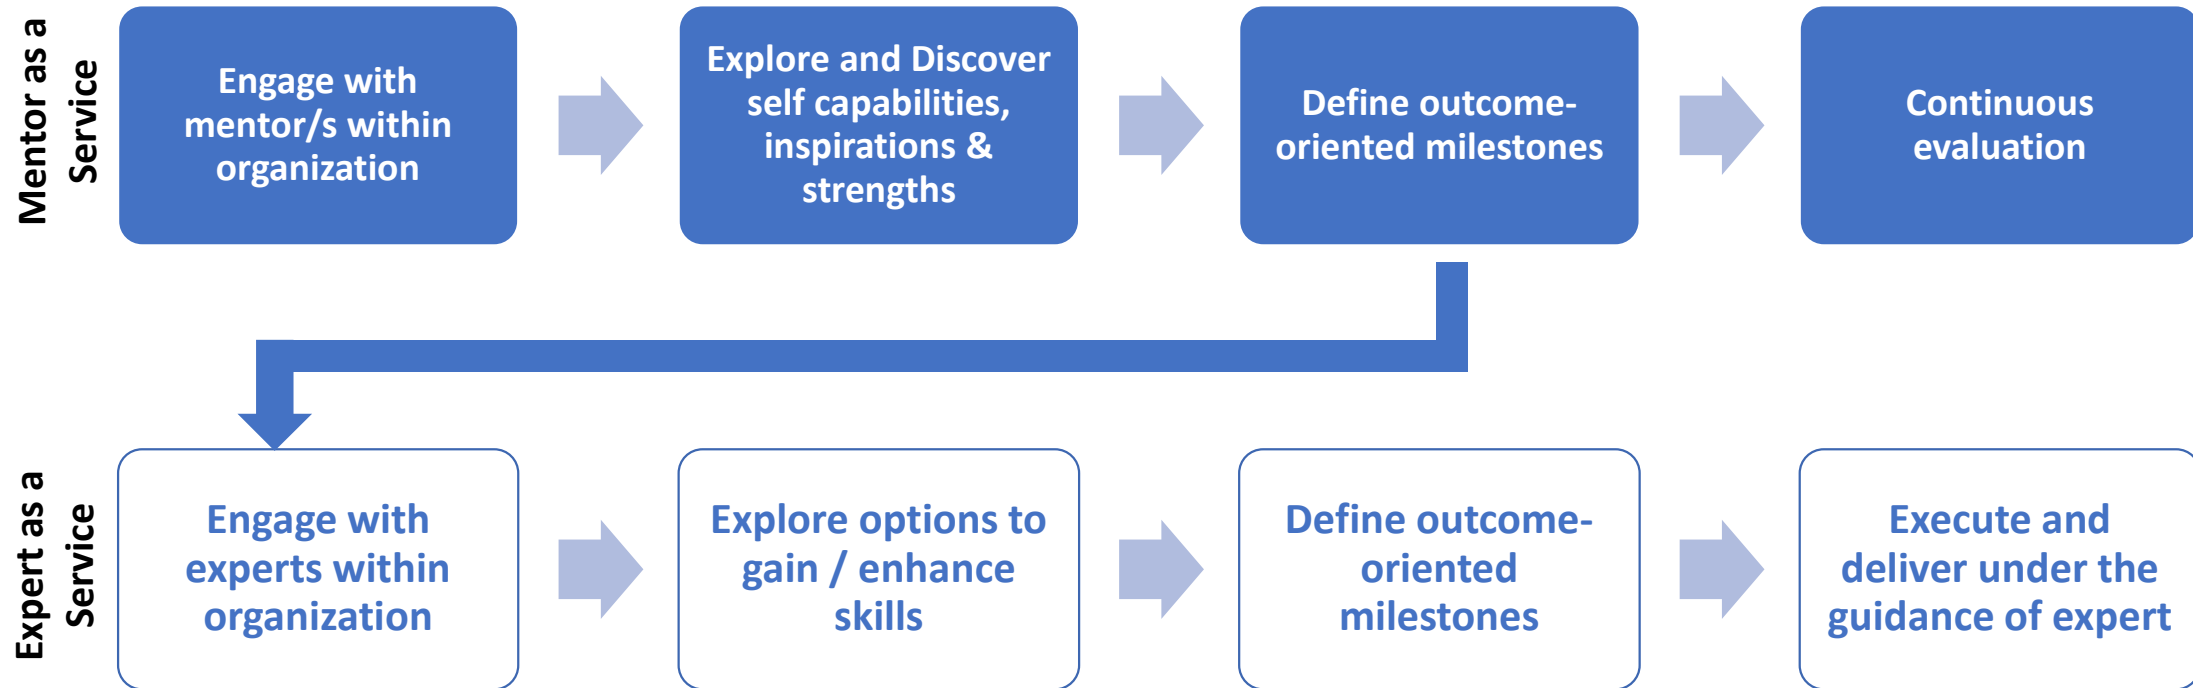 Mentor as a
Service
Engage with
mentor/s within
organization
Explore and Discover
self capabilities,
inspirations &
strengths
Define outcome-
oriented milestones
Continuous
evaluation
Expert as a
Service
Engage with
experts within
organization
Explore options to
gain / enhance
skills
Define outcome-
oriented
milestones
Execute and
deliver under the
guidance of expert